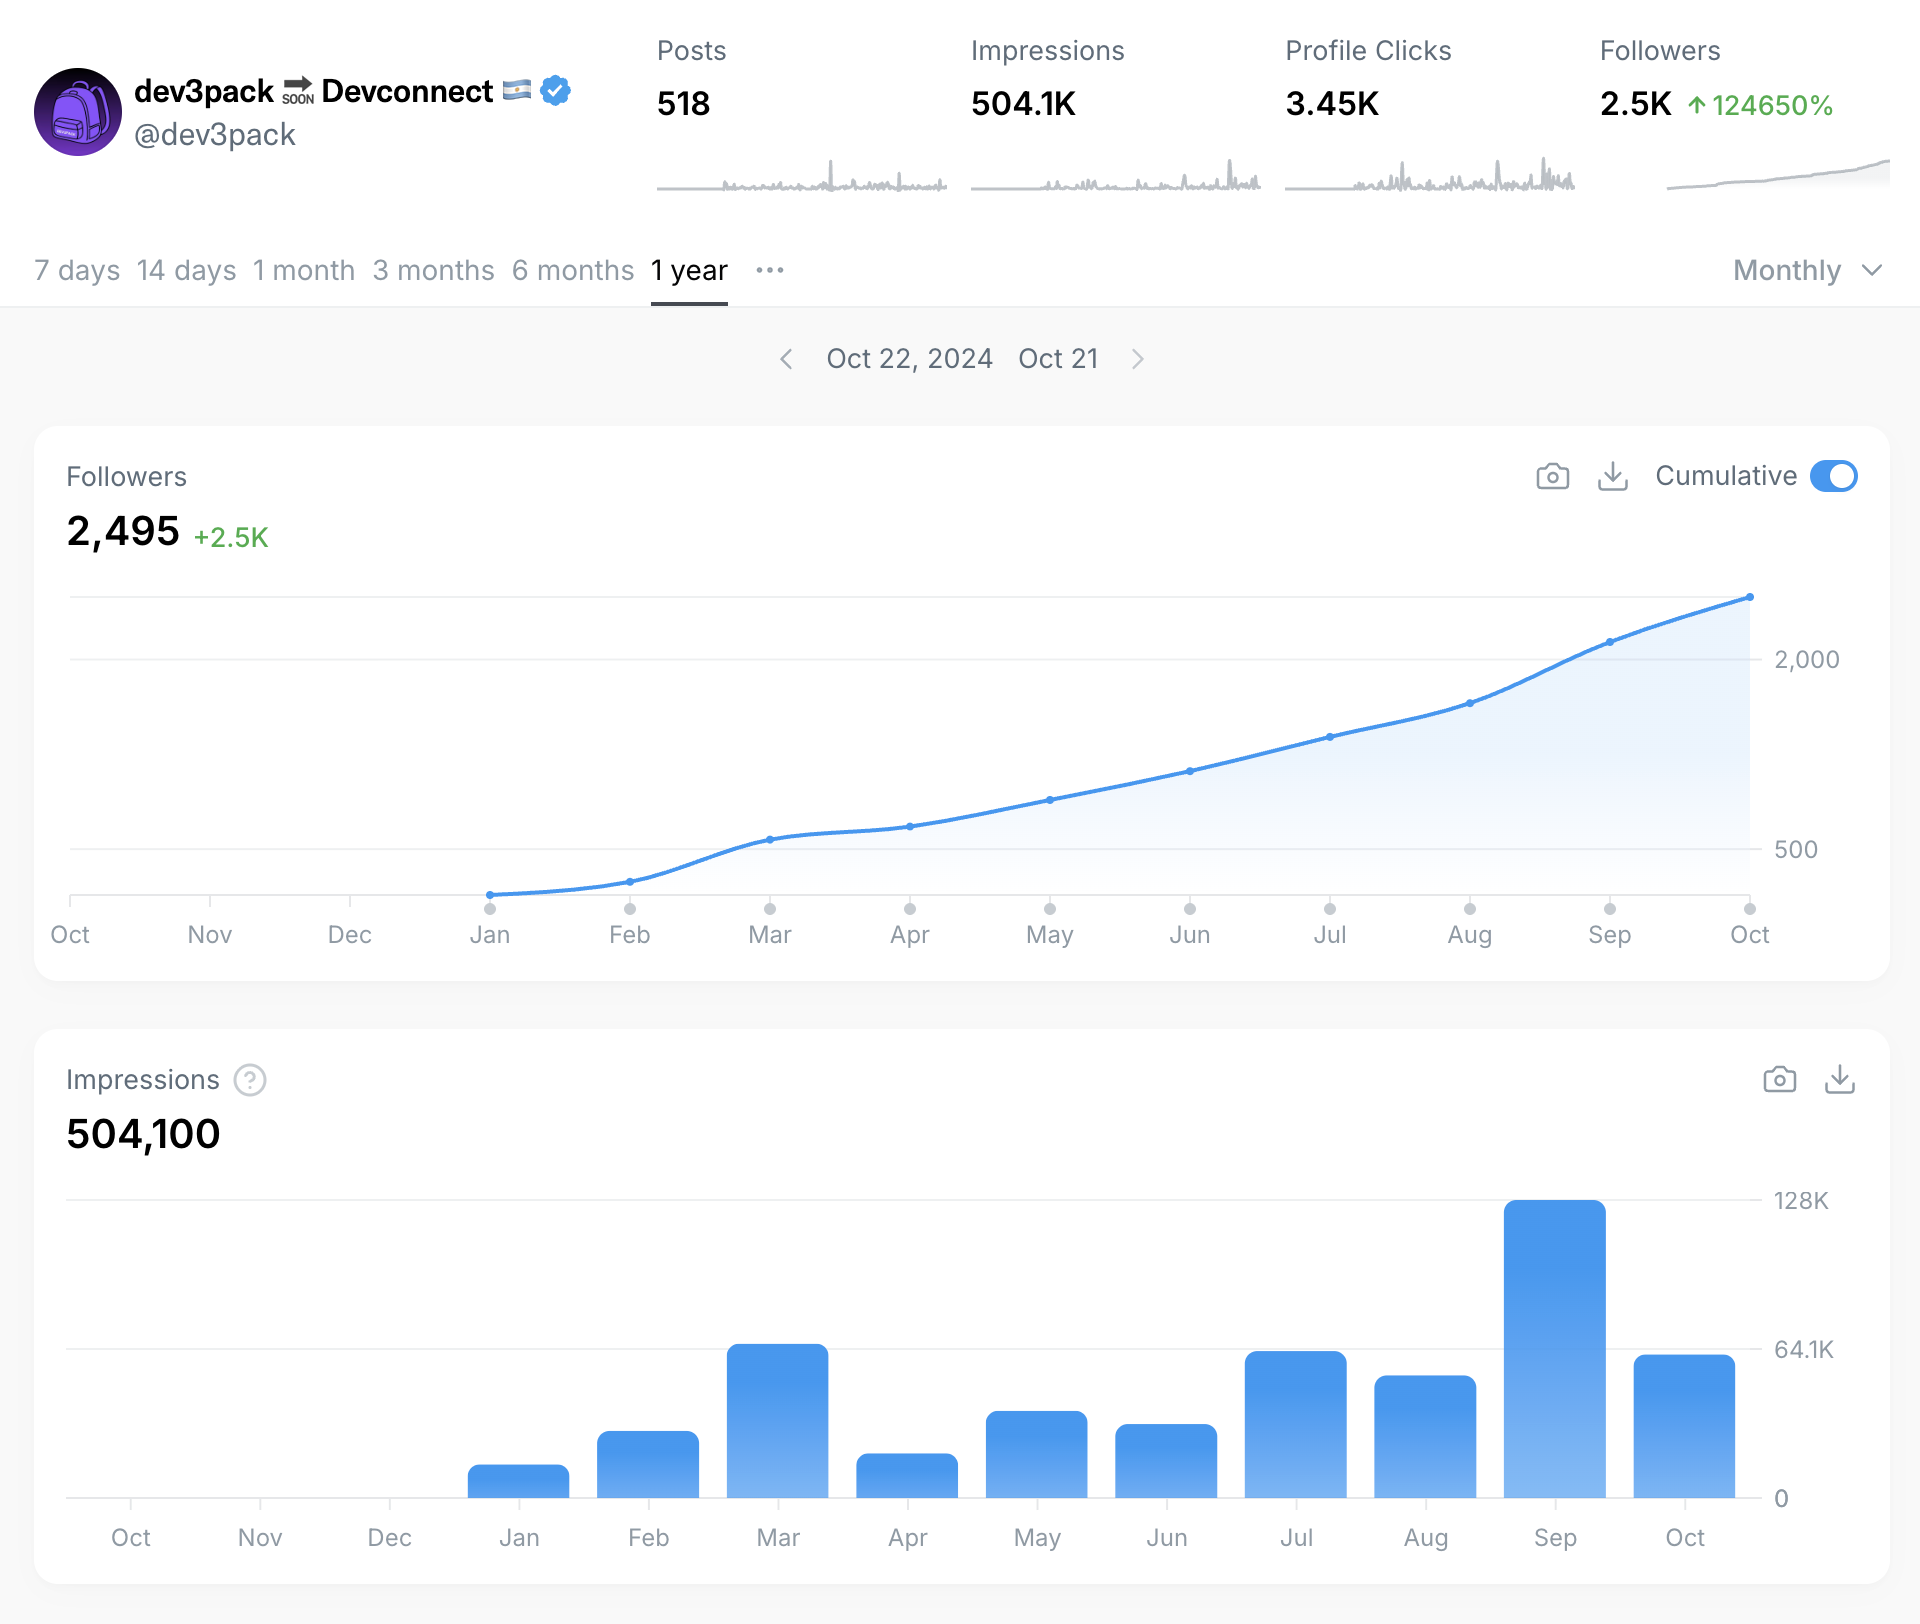 dev3pack SOON Devconnect
@dev3pack
Posts
518
Impressions
504.1K
Profile Clicks
3.45K
Followers
2.5K ↑ 124650%
7 days 14 days 1 month 3 months 6 months 1 year ···
Monthly
Oct 22, 2024 Oct 21
Followers
2,495 +2.5K
Cumulative
2,000
500
Oct Nov Dec Jan Feb Mar Apr May Jun Jul Aug Sep Oct
Impressions ?
504,100
128K
64.1K
0
Oct Nov Dec Jan Feb Mar Apr May Jun Jul Aug Sep Oct